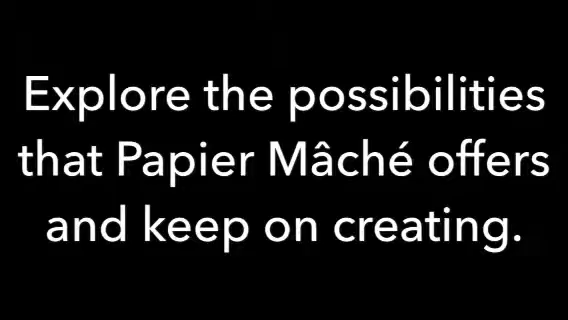 Explore the possibilities
that Papier Mâché offers
and keep on creating.